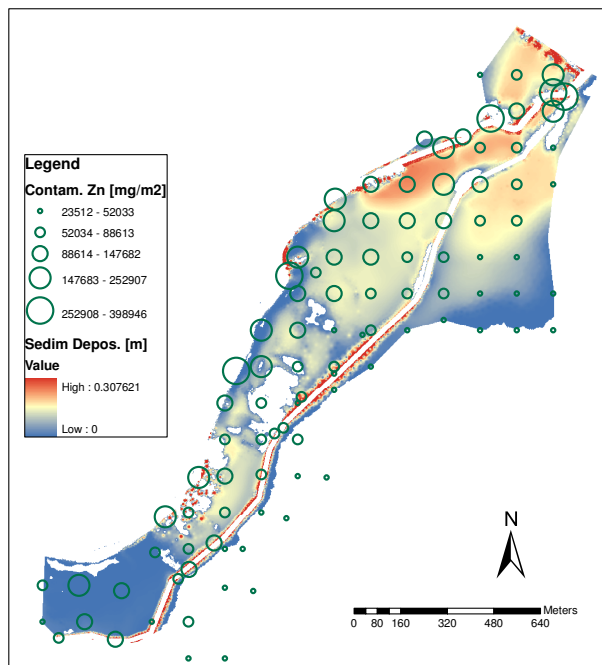 Legend
Contam. Zn [mg/m2]
23512 - 52033
52034 - 88613
88614 - 147682
147683 - 252907
252908 - 398946
Sedim Depos. [m]
Value
High : 0.307621
Low : 0
N
Meters
0 40 80 160 320 480 640